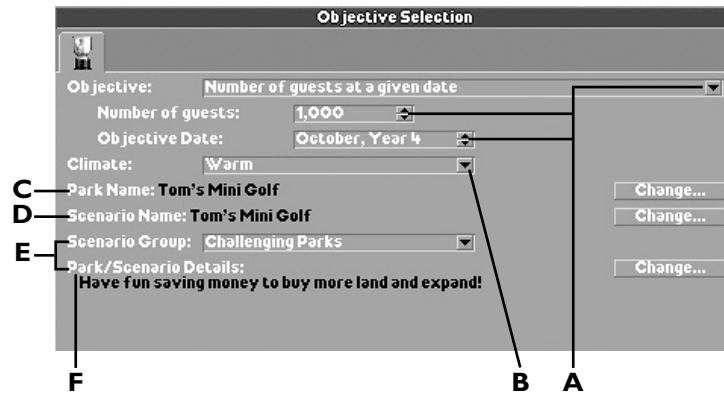 Objective Selection
Objective: Number of guests at a given date
Number of guests: 1,000
Objective Date: October, Year 4
Climate: Warm
C Park Name: Tom's Mini Golf Change...
D Scenario Name: Tom's Mini Golf Change...
E Scenario Group: Challenging Parks
Park/Scenario Details: Change...
Have fun saving money to buy more land and expand!
F B A